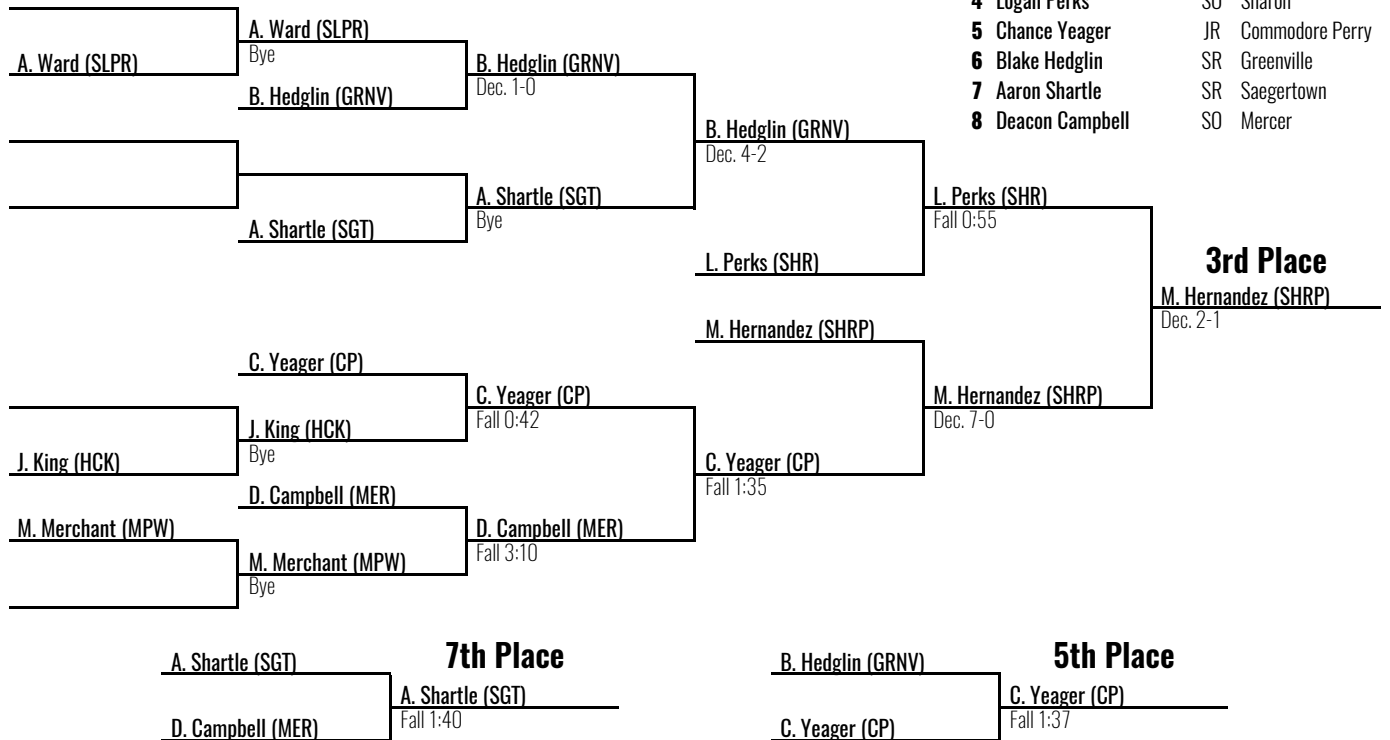 4 Logan Perks SO Sharon
5 Chance Yeager JR Commodore Perry
6 Blake Hedglin SR Greenville
7 Aaron Shartle SR Saegertown
8 Deacon Campbell SO Mercer
A. Ward (SLPR)
A. Ward (SLPR)
Bye
B. Hedglin (GRNV)
B. Hedglin (GRNV)
Dec. 1-0
A. Shartle (SGT)
A. Shartle (SGT)
Bye
B. Hedglin (GRNV)
Dec. 4-2
L. Perks (SHR)
L. Perks (SHR)
Fall 0:55
3rd Place
M. Hernandez (SHRP)
Dec. 2-1
M. Hernandez (SHRP)
M. Hernandez (SHRP)
Dec. 7-0
C. Yeager (CP)
J. King (HCK)
J. King (HCK)
Bye
C. Yeager (CP)
Fall 0:42
C. Yeager (CP)
Fall 1:35
D. Campbell (MER)
M. Merchant (MPW)
M. Merchant (MPW)
Bye
D. Campbell (MER)
Fall 3:10
7th Place
A. Shartle (SGT)
A. Shartle (SGT)
Fall 1:40
D. Campbell (MER)
5th Place
B. Hedglin (GRNV)
C. Yeager (CP)
Fall 1:37
C. Yeager (CP)